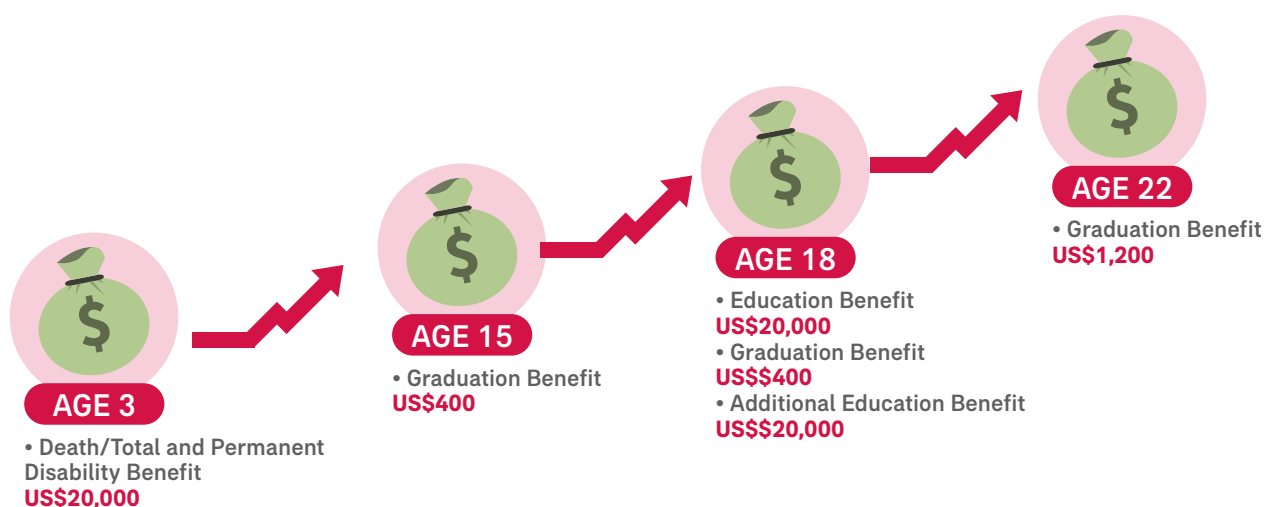 $
AGE 3
• Death/Total and Permanent
Disability Benefit
US$20,000
$
AGE 15
• Graduation Benefit
US$400
$
AGE 18
• Education Benefit
US$20,000
• Graduation Benefit
US$$400
• Additional Education Benefit
US$$20,000
$
AGE 22
• Graduation Benefit
US$1,200